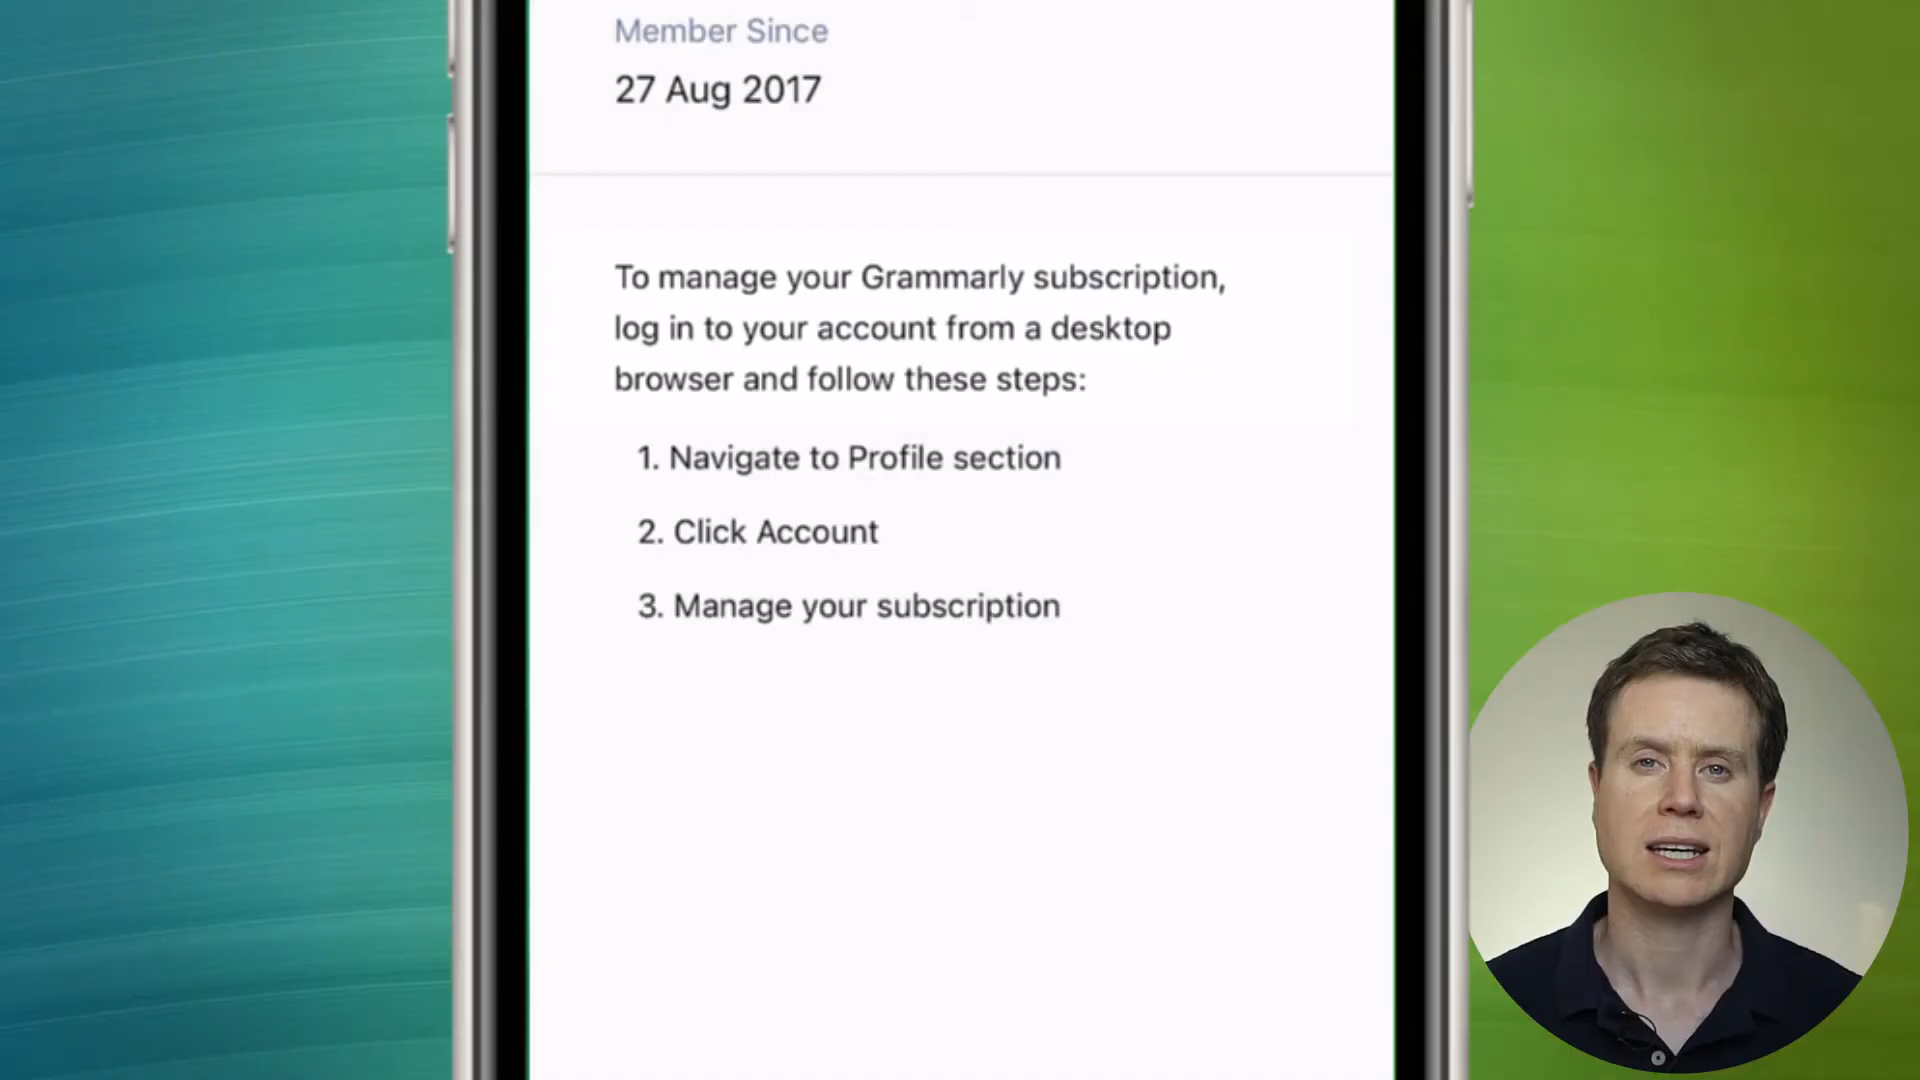 Member Since
27 Aug 2017
To manage your Grammarly subscription,
log in to your account from a desktop
browser and follow these steps:
1. Navigate to Profile section
2. Click Account
3. Manage your subscription